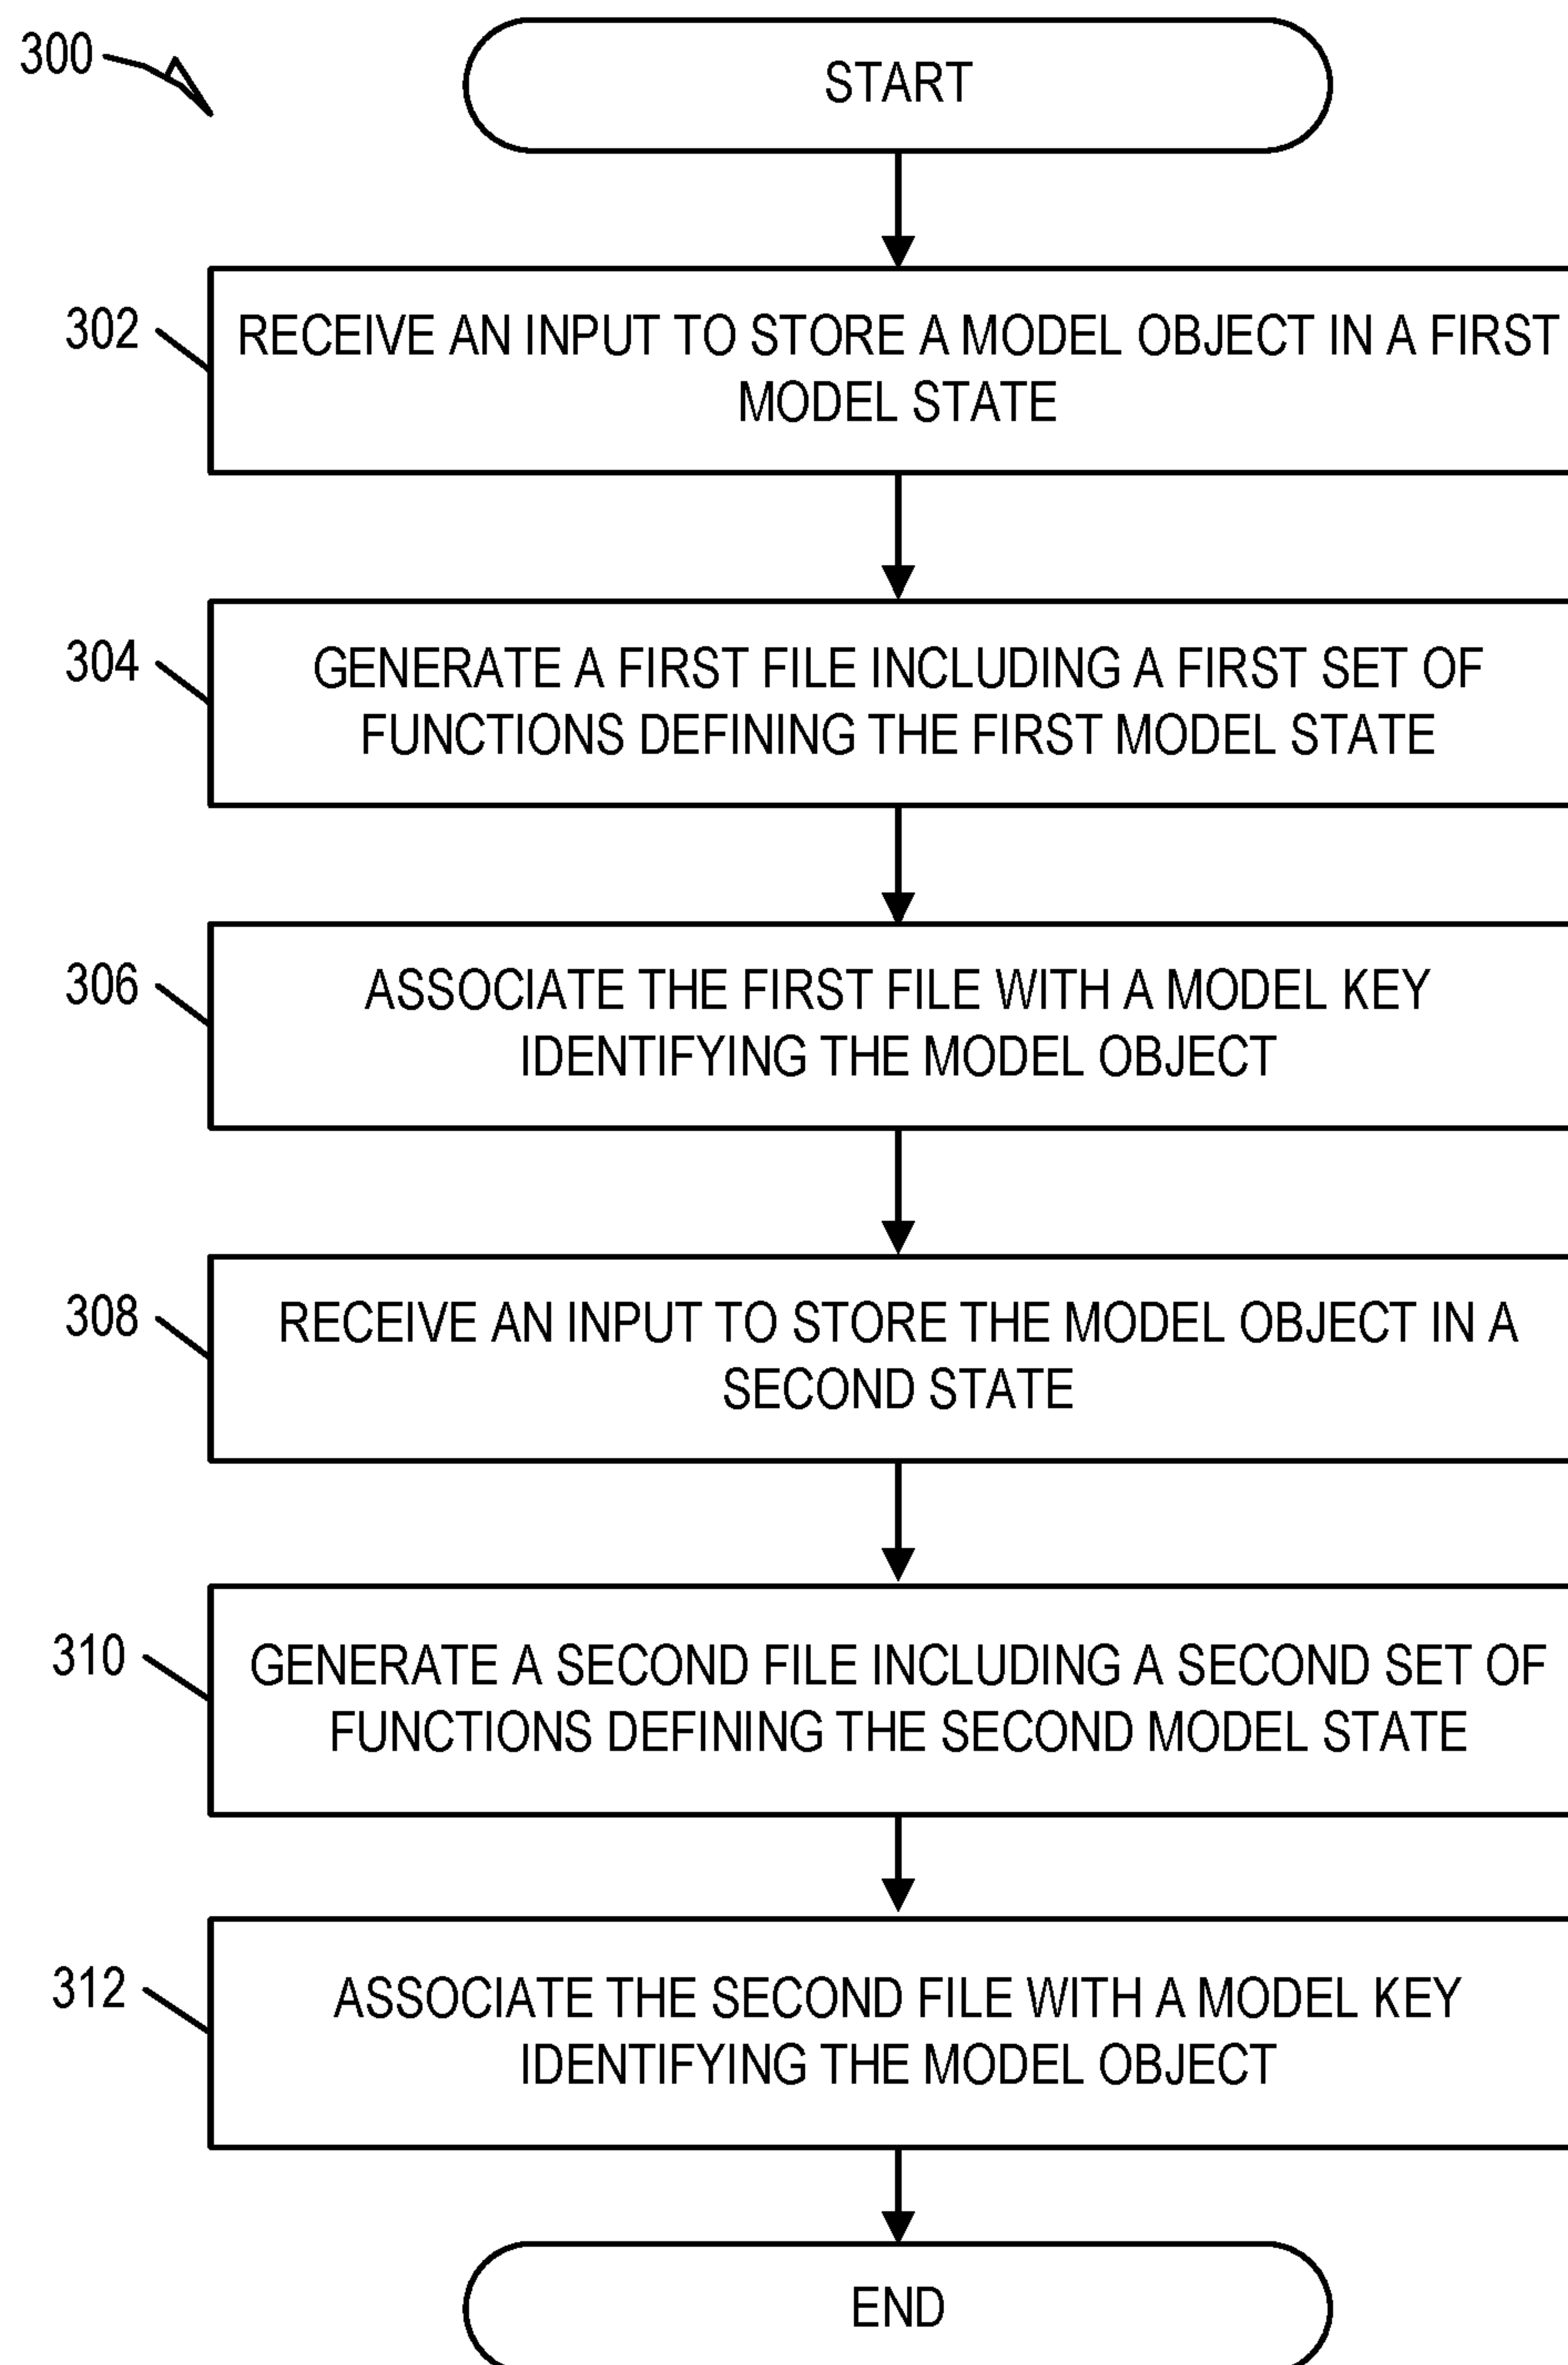 300
START
302
RECEIVE AN INPUT TO STORE A MODEL OBJECT IN A FIRST
MODEL STATE
304
GENERATE A FIRST FILE INCLUDING A FIRST SET OF
FUNCTIONS DEFINING THE FIRST MODEL STATE
306
ASSOCIATE THE FIRST FILE WITH A MODEL KEY
IDENTIFYING THE MODEL OBJECT
308
RECEIVE AN INPUT TO STORE THE MODEL OBJECT IN A
SECOND STATE
310
GENERATE A SECOND FILE INCLUDING A SECOND SET OF
FUNCTIONS DEFINING THE SECOND MODEL STATE
312
ASSOCIATE THE SECOND FILE WITH A MODEL KEY
IDENTIFYING THE MODEL OBJECT
END